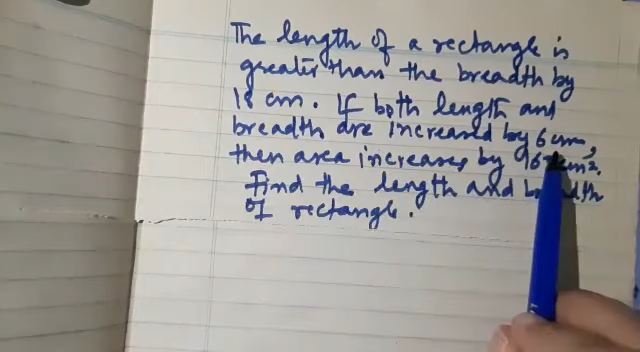 The length of a rectangle is
greater than the breadth by
18 cm. If both length and
breadth are increased by 6 cm,
then area increases by cm².
Find the length and breadth
of rectangle.